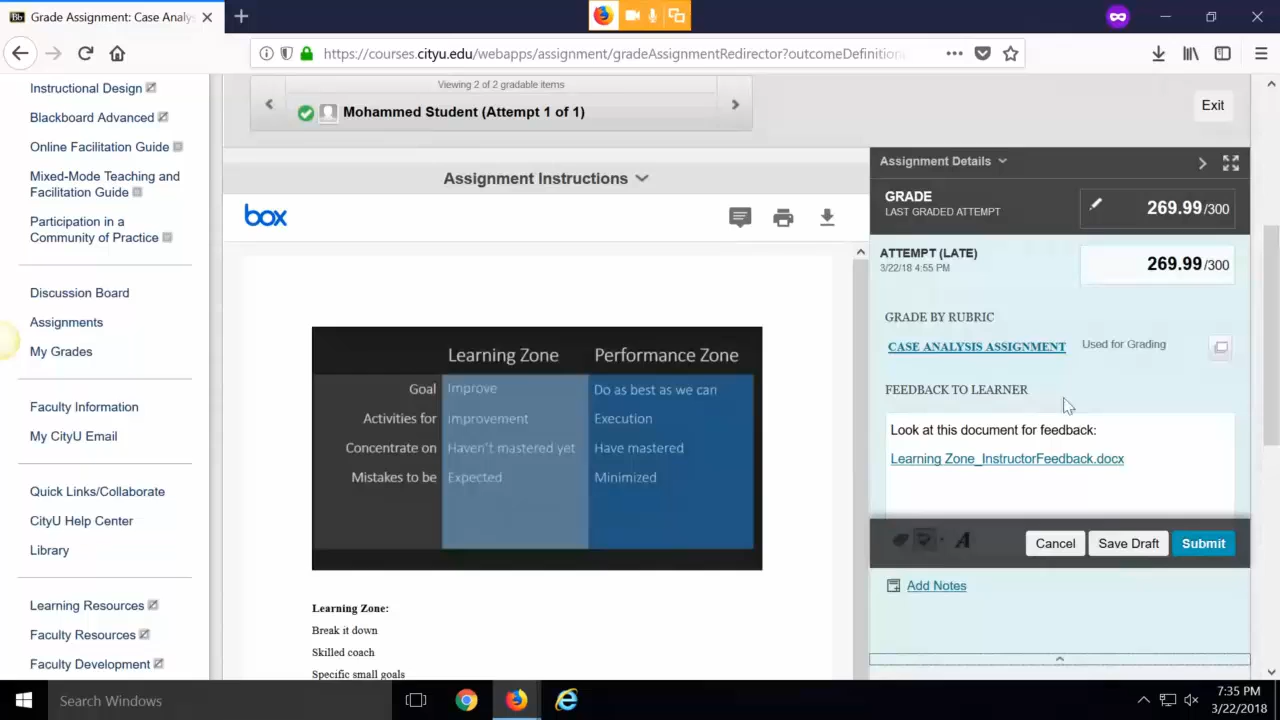 Grade Assignment: Case Analys
https://courses.cityu.edu/webapps/assignment/gradeAssignmentRedirector?outcomeDefinition
Instructional Design
Blackboard Advanced
Online Facilitation Guide
Mixed-Mode Teaching and
Facilitation Guide
Participation in a
Community of Practice
Discussion Board
Assignments
My Grades
Faculty Information
My CityU Email
Quick Links/Collaborate
CityU Help Center
Library
Learning Resources
Faculty Resources
Faculty Development
Viewing 2 of 2 gradable items
Mohammed Student (Attempt 1 of 1)
Exit
Assignment Instructions
box
Learning Zone Performance Zone
Goal Improve Do as best as we can
Activities for improvement Execution
Concentrate on Haven't mastered yet Have mastered
Mistakes to be Expected Minimized
Learning Zone:
Break it down
Skilled coach
Specific small goals
Assignment Details
GRADE
LAST GRADED ATTEMPT
269.99/300
ATTEMPT (LATE)
3/22/18 4:55 PM
269.99/300
GRADE BY RUBRIC
CASE ANALYSIS ASSIGNMENT Used for Grading
FEEDBACK TO LEARNER
Look at this document for feedback:
Learning Zone_InstructorFeedback.docx
Cancel Save Draft Submit
Add Notes
Search Windows
7:35 PM
3/22/2018